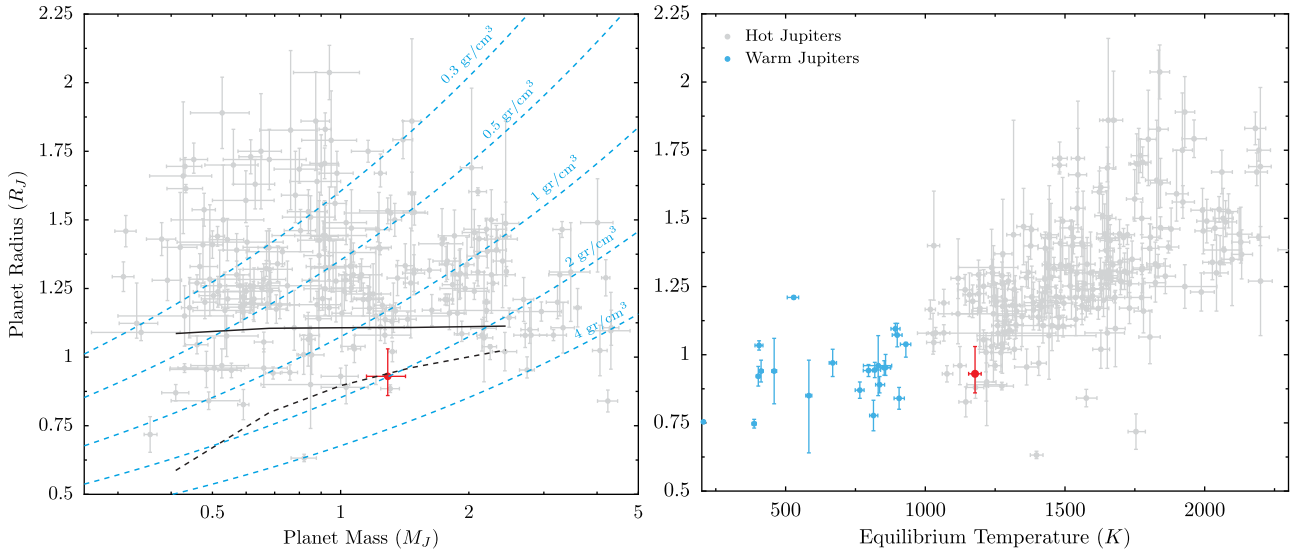 2.25
2
1.75
1.5
1.25
1
0.75
0.5
Planet Radius (R_J)
0.3 gr/cm³
0.5 gr/cm³
1 gr/cm³
2 gr/cm³
4 gr/cm³
0.5
1
2
5
Planet Mass (M_J)
2.25
2
1.75
1.5
1.25
1
0.75
0.5
Hot Jupiters
Warm Jupiters
500
1000
1500
2000
Equilibrium Temperature (K)